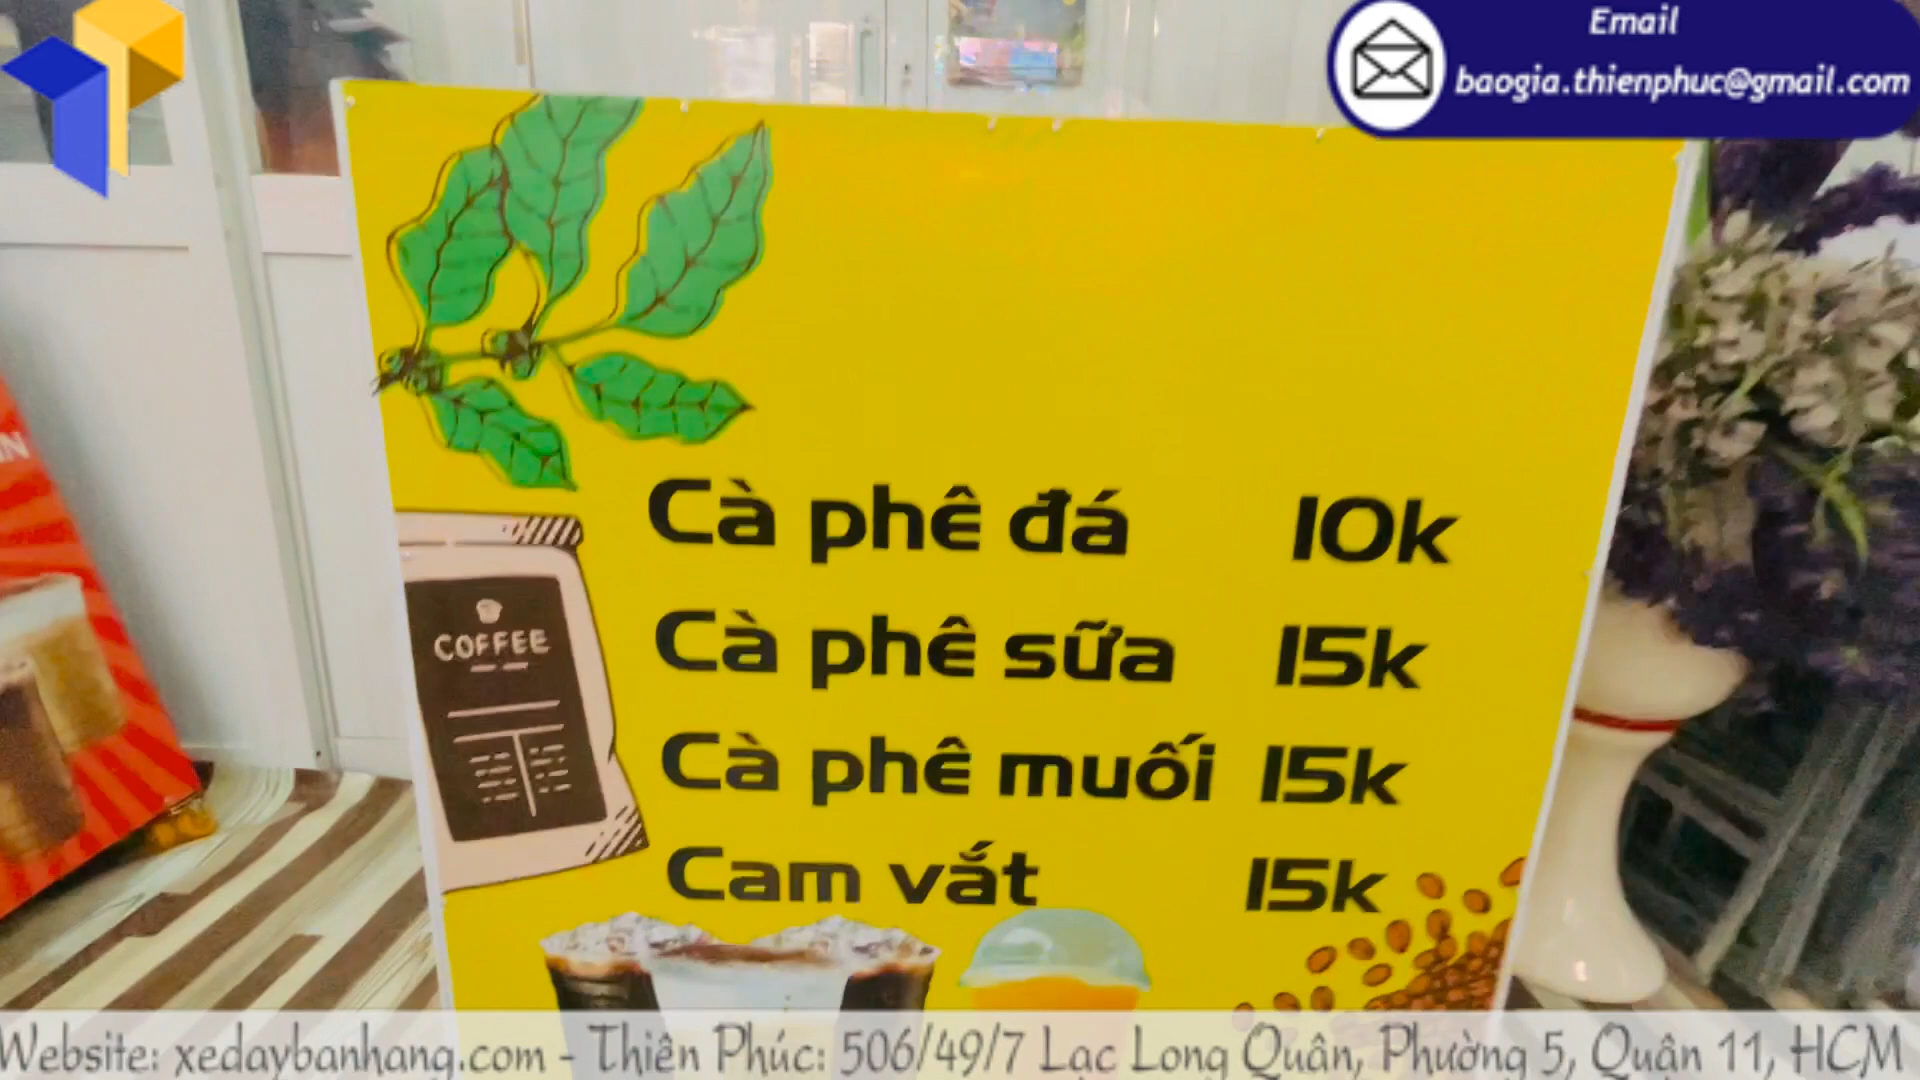 Email
baogia.thienphuc@gmail.com
IN
Cà phê đá 10k
Cà phê sữa 15k
Cà phê muối 15k
Cam vắt 15k
COFFEE
Website: xedaybanhang.com - Thiên Phúc: 506/49/7 Lạc Long Quân, Phường 5, Quận 11, HCM